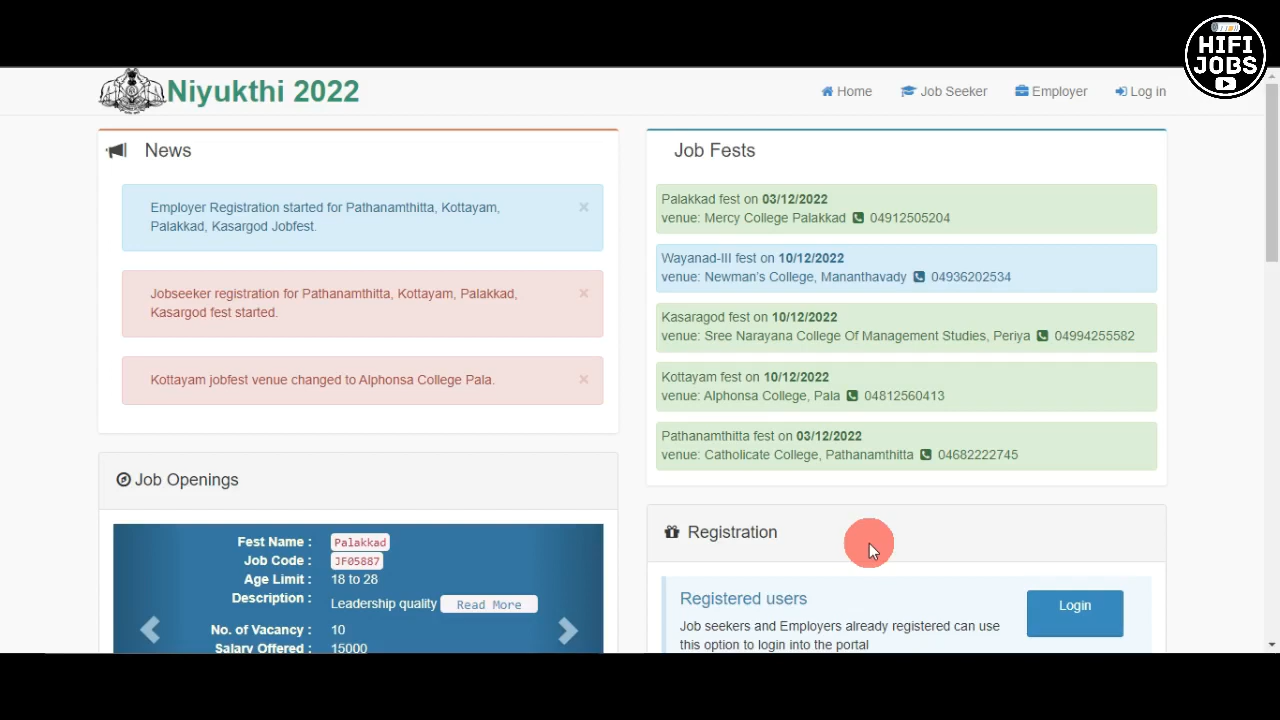 HIFI
JOBS
Niyukthi 2022
Home
Job Seeker
Employer
Log in
News
Employer Registration started for Pathanamthitta, Kottayam,
Palakkad, Kasargod Jobfest.
×
Jobseeker registration for Pathanamthitta, Kottayam, Palakkad,
Kasargod fest started.
×
Kottayam jobfest venue changed to Alphonsa College Pala.
×
Job Fests
Palakkad fest on 03/12/2022
venue: Mercy College Palakkad 04912505204
Wayanad-III fest on 10/12/2022
venue: Newman's College, Mananthavady 04936202534
Kasaragod fest on 10/12/2022
venue: Sree Narayana College Of Management Studies, Periya 04994255582
Kottayam fest on 10/12/2022
venue: Alphonsa College, Pala 04812560413
Pathanamthitta fest on 03/12/2022
venue: Catholicate College, Pathanamthitta 04682222745
Job Openings
Fest Name : Palakkad
Job Code : JF05887
Age Limit : 18 to 28
Description : Leadership quality Read More
No. of Vacancy : 10
Salary Offered : 15000
Registration
Registered users
Job seekers and Employers already registered can use
this option to login into the portal
Login